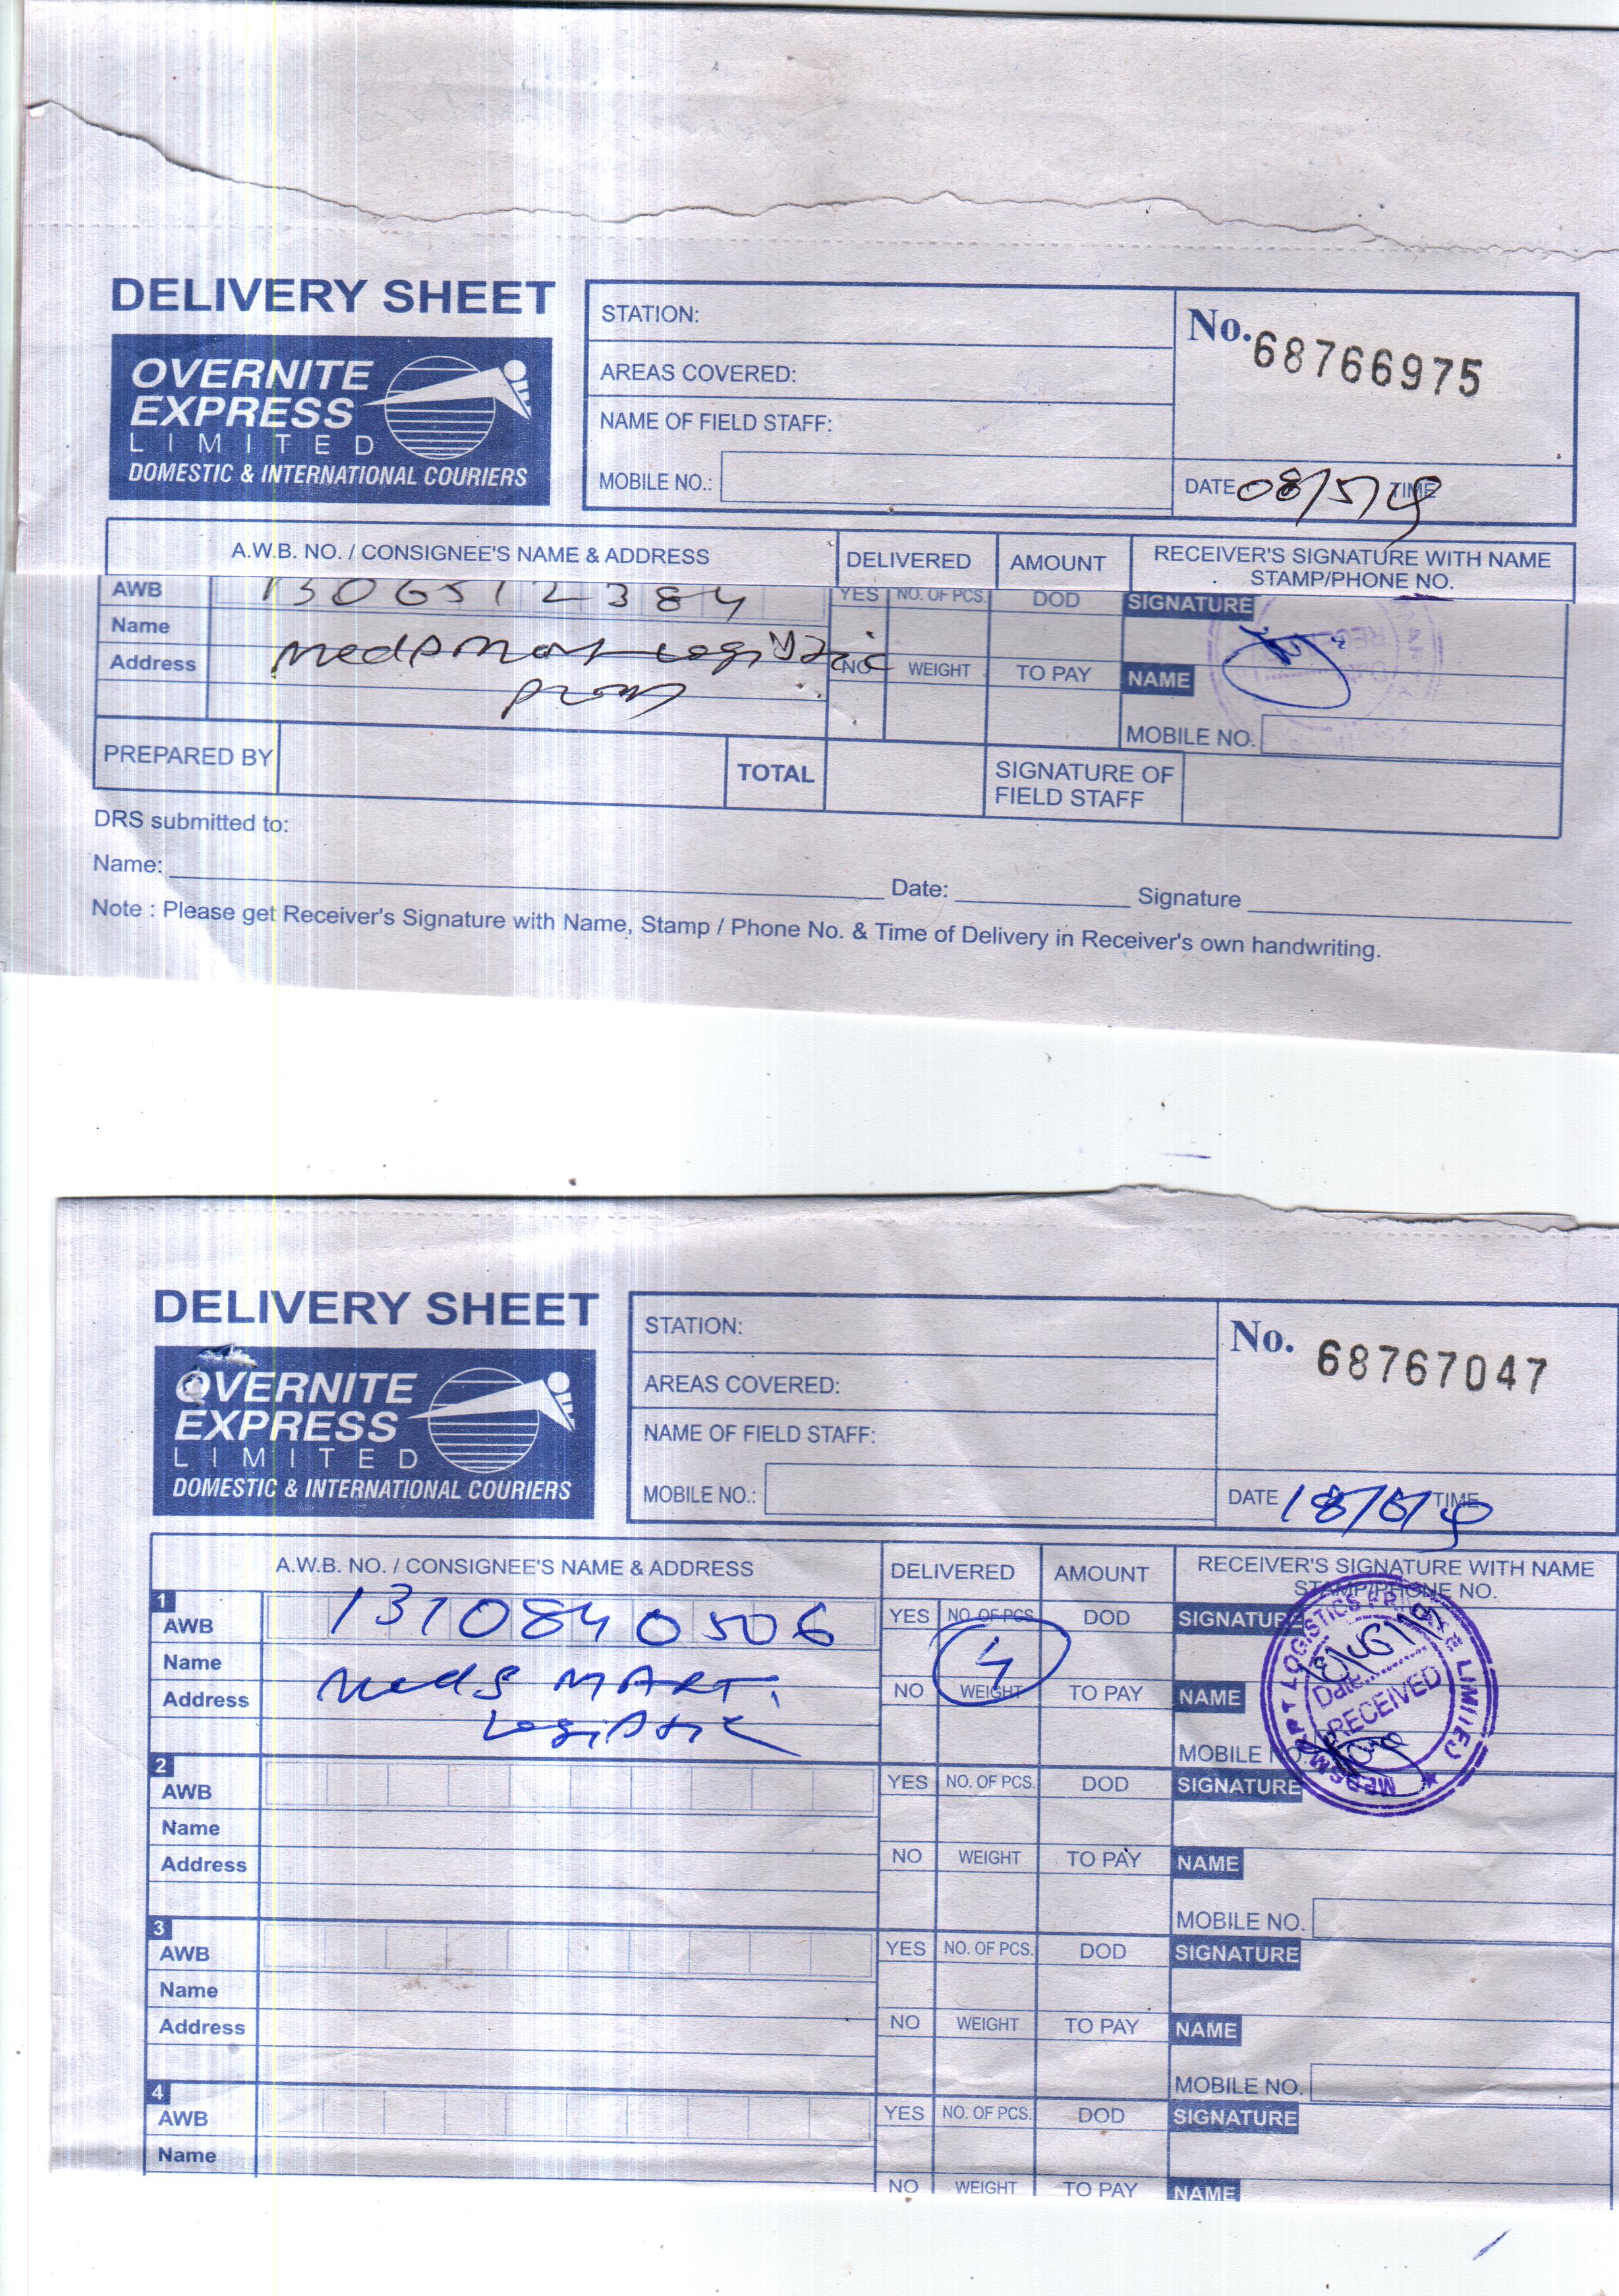 DELIVERY SHEET
OVERNITE
EXPRESS
LIMITED
DOMESTIC & INTERNATIONAL COURIERS
STATION:
AREAS COVERED:
NAME OF FIELD STAFF:
MOBILE NO.:
No. 68766975
DATE 08/5/19 TIME
A.W.B. NO. / CONSIGNEE'S NAME & ADDRESS DELIVERED AMOUNT RECEIVER'S SIGNATURE WITH NAME
STAMP/PHONE NO.
AWB 1306512384 YES NO. OF PCS. DOD SIGNATURE
Name
Address NO WEIGHT TO PAY NAME
MOBILE NO.
PREPARED BY TOTAL SIGNATURE OF
FIELD STAFF
DRS submitted to:
Name: Date: Signature
Note : Please get Receiver's Signature with Name, Stamp / Phone No. & Time of Delivery in Receiver's own handwriting.
DELIVERY SHEET
OVERNITE
EXPRESS
LIMITED
DOMESTIC & INTERNATIONAL COURIERS
STATION:
AREAS COVERED:
NAME OF FIELD STAFF:
MOBILE NO.:
No. 68767047
DATE TIME
A.W.B. NO. / CONSIGNEE'S NAME & ADDRESS DELIVERED AMOUNT RECEIVER'S SIGNATURE WITH NAME
STAMP/PHONE NO.
1
AWB 1310840506 YES NO. OF PCS. 4 DOD SIGNATURE
Name Meds MART
Address Logistic NO WEIGHT TO PAY NAME
MOBILE NO.
MEDSMART LOGISTICS PRIVATE LIMITED
Date
RECEIVED
2
AWB YES NO. OF PCS. DOD SIGNATURE
Name
Address NO WEIGHT TO PAY NAME
MOBILE NO.
3
AWB YES NO. OF PCS. DOD SIGNATURE
Name
Address NO WEIGHT TO PAY NAME
MOBILE NO.
4
AWB YES NO. OF PCS. DOD SIGNATURE
Name
NO WEIGHT TO PAY NAME